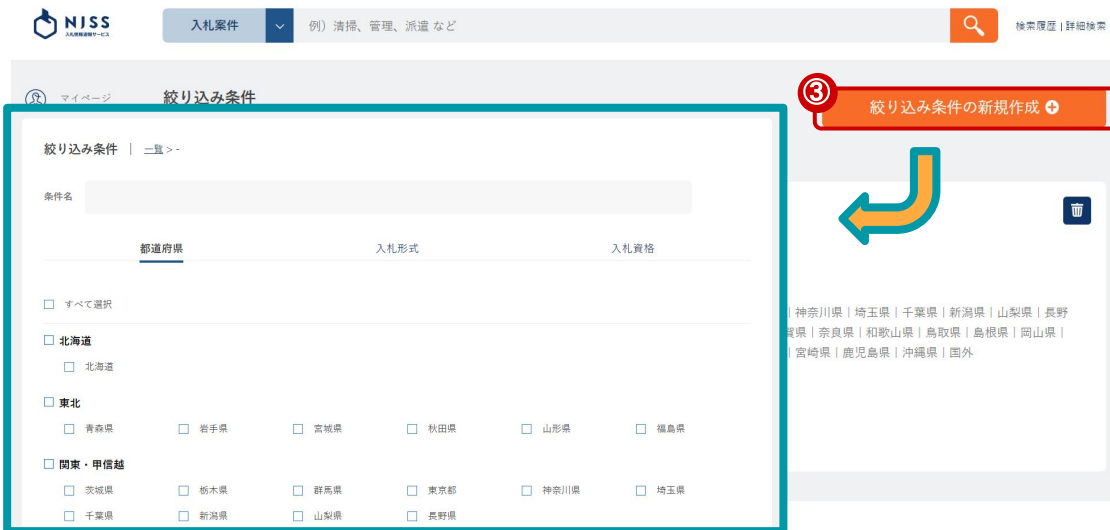 NJSS
入札情報速報サービス
入札案件
例）清掃、管理、派遣 など
検索履歴 | 詳細検索
マイページ
絞り込み条件
③
絞り込み条件の新規作成
絞り込み条件 | 一覧 > -
条件名
都道府県 入札形式 入札資格
すべて選択
北海道
北海道
東北
青森県 岩手県 宮城県 秋田県 山形県 福島県
関東・甲信越
茨城県 栃木県 群馬県 東京都 神奈川県 埼玉県
千葉県 新潟県 山梨県 長野県
| 神奈川県 | 埼玉県 | 千葉県 | 新潟県 | 山梨県 | 長野
県 | 奈良県 | 和歌山県 | 鳥取県 | 島根県 | 岡山県 |
| 宮崎県 | 鹿児島県 | 沖縄県 | 国外